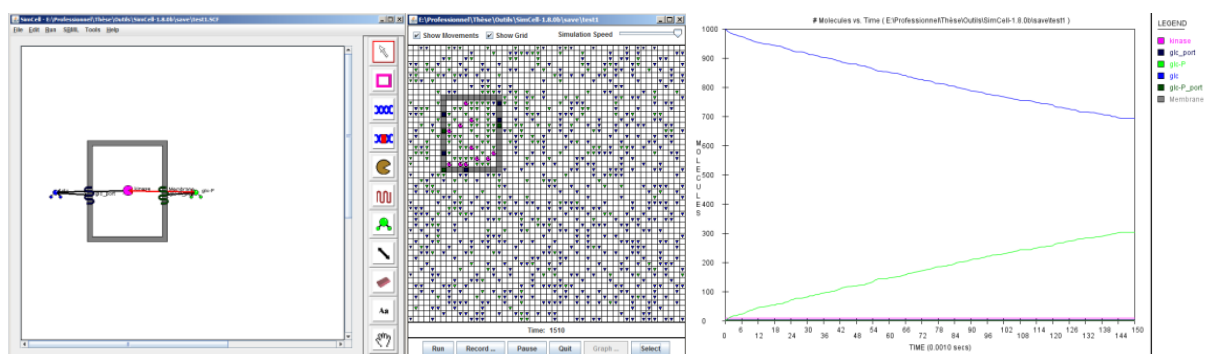 SimCell - E:\Professionnel\Thèse\Outils\SimCell-1.8.0b\save\test1.SCF
File Edit Run SBML Tools Help
glc_port
kinase
Membrane
glc-P
Aa
E:\Professionnel\Thèse\Outils\SimCell-1.8.0b\save\test1
Show Movements Show Grid Simulation Speed
Time: 1510
Run Record ... Pause Quit Graph ... Select
# Molecules vs. Time ( E:\Professionnel\Thèse\Outils\SimCell-1.8.0b\save\test1 )
1000
900
800
700
600
500
400
300
200
100
0
MOLECULES
0 6 12 18 24 30 36 42 48 54 60 66 72 78 84 90 96 102 108 114 120 126 132 138 144 150
TIME (0.0010 secs)
LEGEND
kinase
glc_port
glc-P
glc
glc-P_port
Membrane